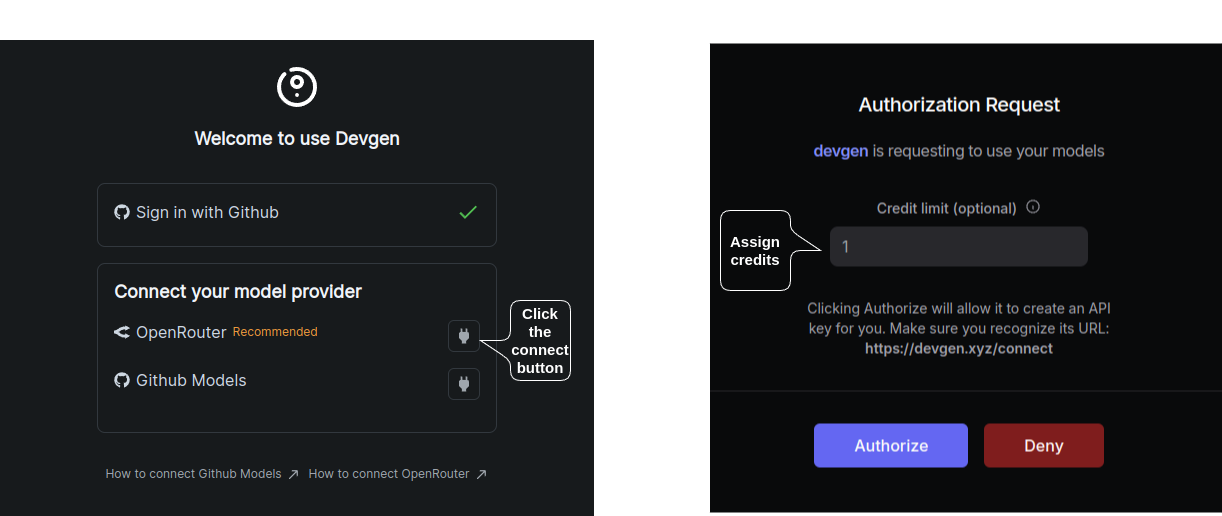 Welcome to use Devgen
Sign in with Github
Connect your model provider
OpenRouter Recommended
Github Models
Click
the
connect
button
How to connect Github Models ↗ How to connect OpenRouter ↗
Authorization Request
devgen is requesting to use your models
Credit limit (optional)
1
Assign
credits
Clicking Authorize will allow it to create an API
key for you. Make sure you recognize its URL:
https://devgen.xyz/connect
Authorize Deny